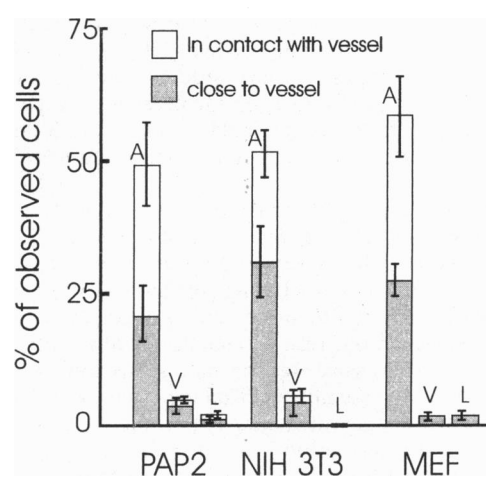 75
In contact with vessel
close to vessel
% of observed cells
50
25
0
A
V
L
A
V
L
A
V
L
PAP2
NIH 3T3
MEF